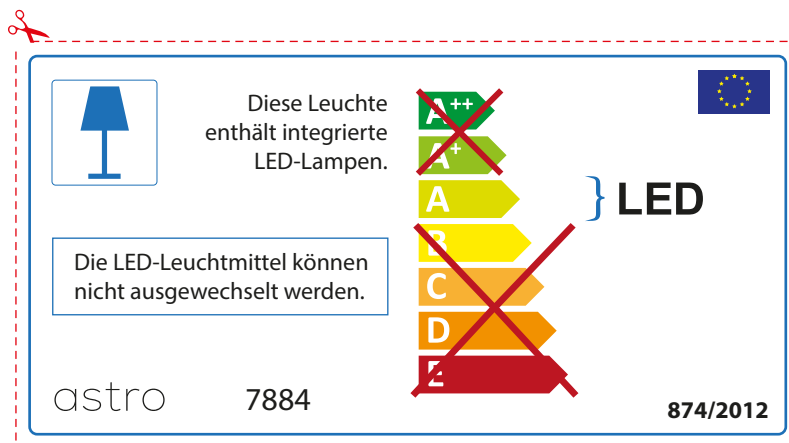 Diese Leuchte
enthält integrierte
LED-Lampen.
A++
A+
A
B
C
D
E
LED
Die LED-Leuchtmittel können
nicht ausgewechselt werden.
astro
7884
874/2012